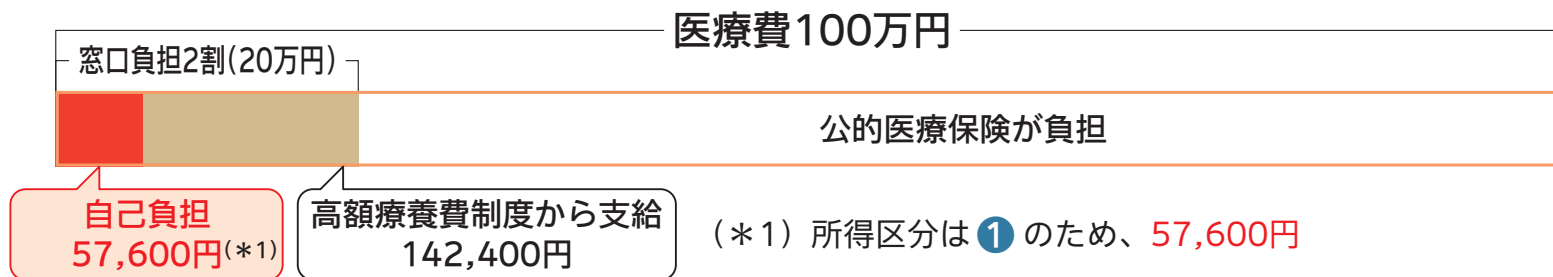 医療費100万円
窓口負担2割(20万円)
公的医療保険が負担
自己負担
57,600円(*1)
高額療養費制度から支給
142,400円
(*1)所得区分は❶のため、57,600円